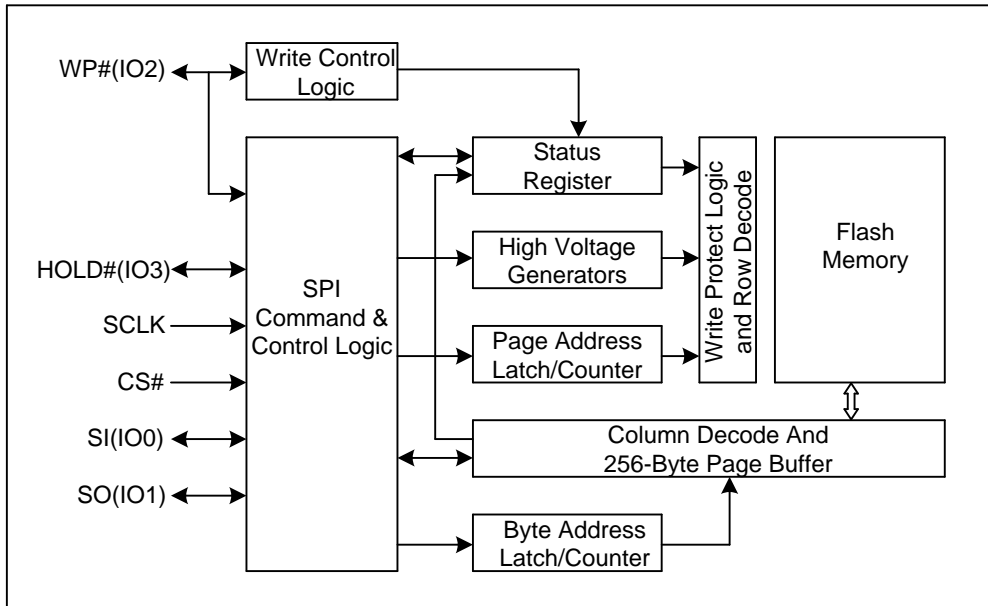 WP#(IO2)
Write Control
Logic
HOLD#(IO3)
SCLK
CS#
SI(IO0)
SO(IO1)
SPI
Command &
Control Logic
Status
Register
High Voltage
Generators
Page Address
Latch/Counter
Write Protect Logic
and Row Decode
Flash
Memory
Column Decode And
256-Byte Page Buffer
Byte Address
Latch/Counter